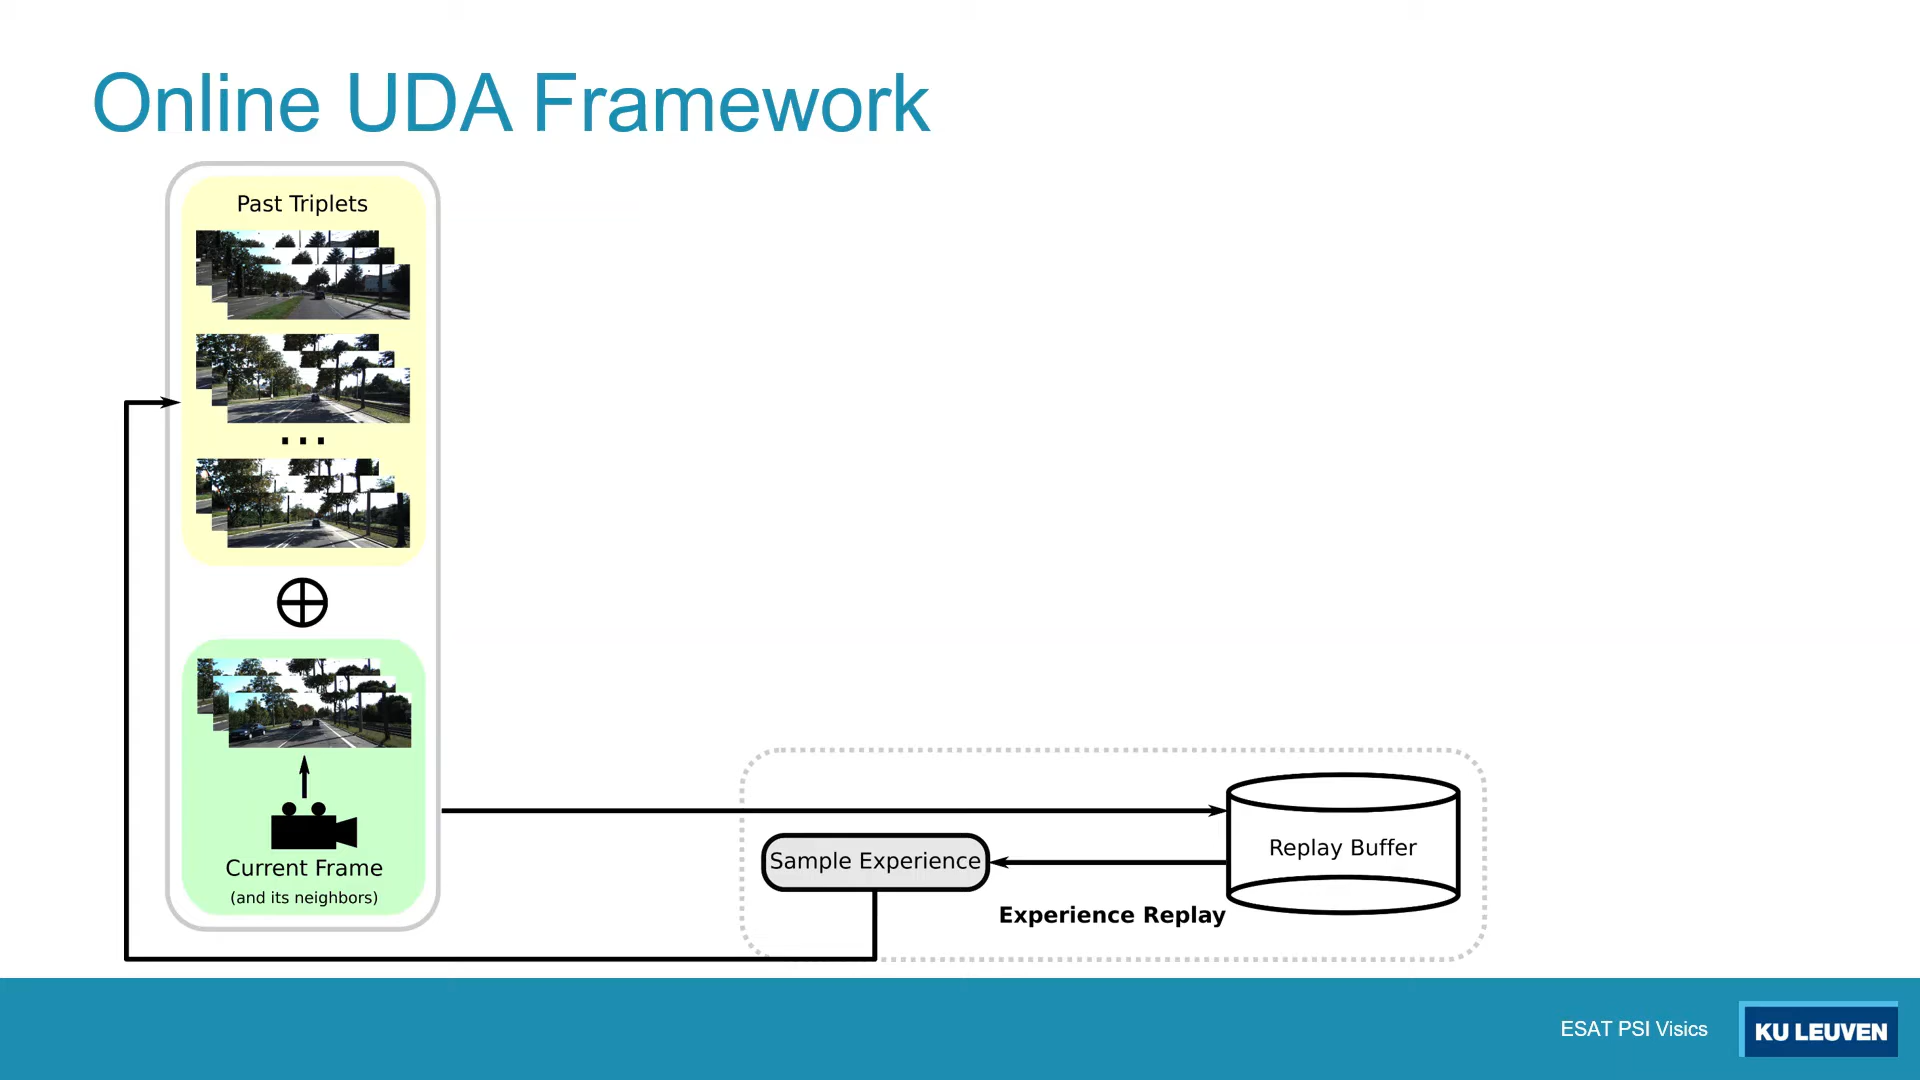 Online UDA Framework
Past Triplets
...
Current Frame
(and its neighbors)
Sample Experience
Replay Buffer
Experience Replay
ESAT PSI Visics
KU LEUVEN